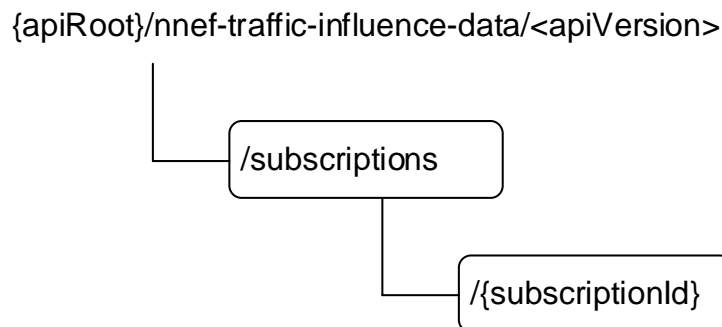 {apiRoot}/nnef-traffic-influence-data/<apiVersion>
/subscriptions
/{subscriptionId}